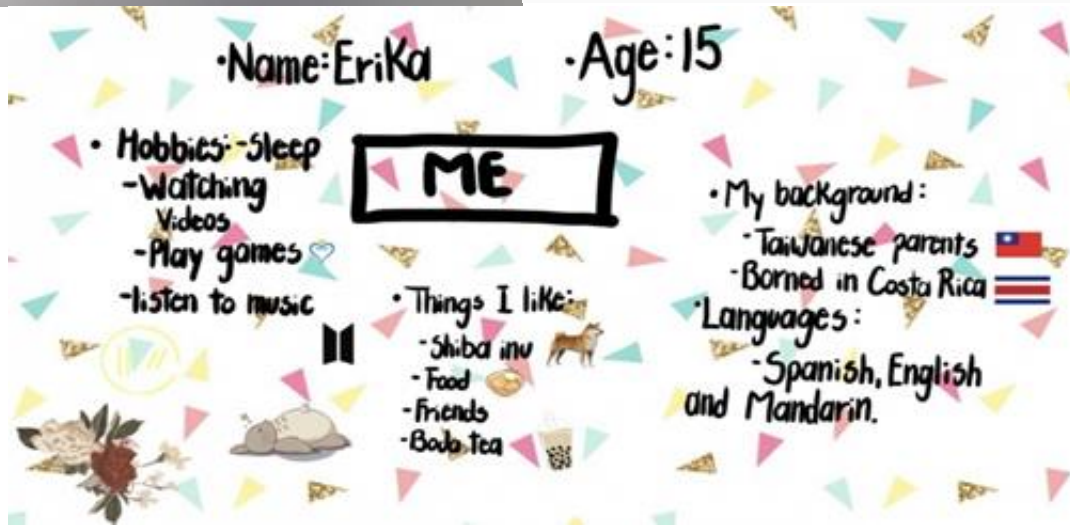 •Name: Erika
•Age: 15
ME
• Hobbies: -Sleep
-Watching
Videos
-Play games
-listen to music
• Things I like:
-Shiba inu
-Food
-Friends
-Boba tea
•My background:
-Taiwanese parents
-Borned in Costa Rica
•Languages:
-Spanish, English
and Mandarin.